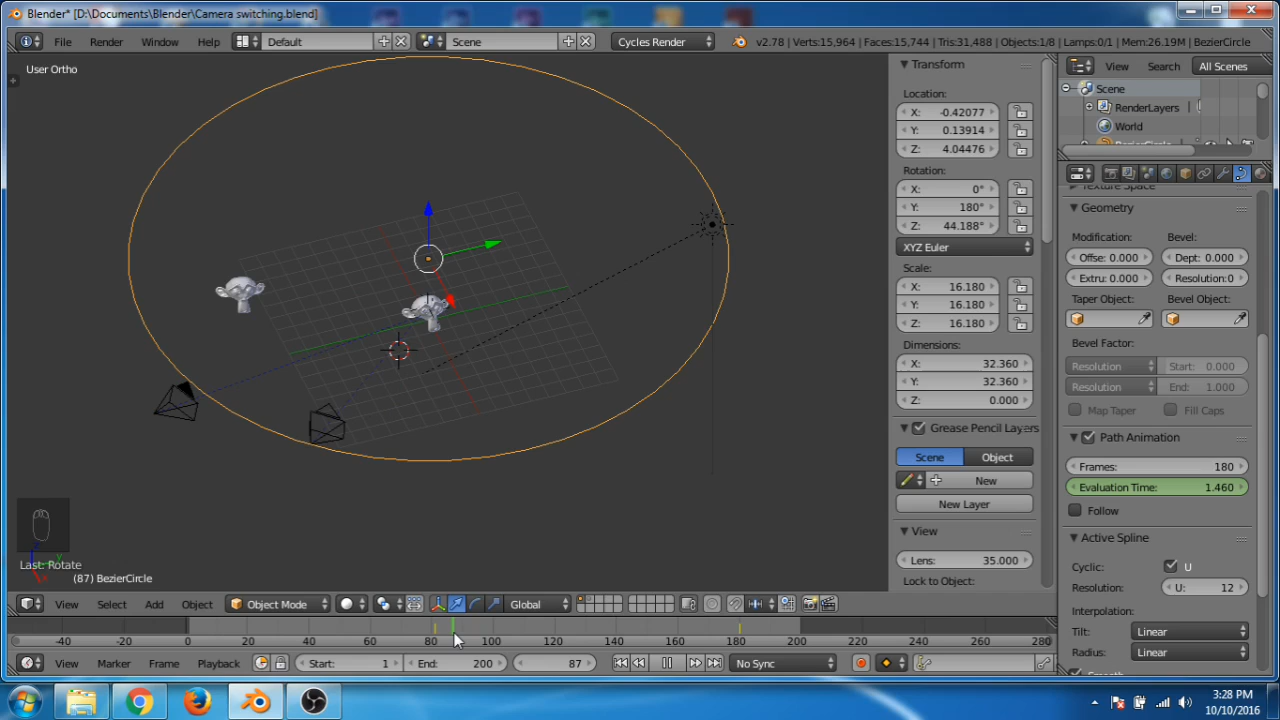 Blender* [D:\Documents\Blender\Camera switching.blend]
File Render Window Help Default Scene Cycles Render v2.78 | Verts:15,964 | Faces:15,744 | Tris:31,488 | Objects:1/8 | Lamps:0/1 | Mem:26.19M | BezierCircle
User Ortho
Transform
Location:
X: -0.42077
Y: 0.13914
Z: 4.04476
Rotation:
X: 0°
Y: 180°
Z: 44.188°
XYZ Euler
Scale:
X: 16.180
Y: 16.180
Z: 16.180
Dimensions:
X: 32.360
Y: 32.360
Z: 0.000
Grease Pencil Layers
Scene Object
New
New Layer
View
Lens: 35.000
Lock to Object:
View Search All Scenes
Scene
RenderLayers
World
BezierCircle
Texture Space
Geometry
Modification: Bevel:
Offse: 0.000 Dept: 0.000
Extru: 0.000 Resolution:0
Taper Object: Bevel Object:
Bevel Factor:
Resolution Start: 0.000
Resolution End: 1.000
Map Taper Fill Caps
Path Animation
Frames: 180
Evaluation Time: 1.460
Follow
Active Spline
Cyclic: U
Resolution: U: 12
Interpolation:
Tilt: Linear
Radius: Linear
Smooth
z
y
Last: Rotate
(87) BezierCircle
View Select Add Object Object Mode Global
-40 -20 0 20 40 60 80 100 120 140 160 180 200 220 240 260 280
View Marker Frame Playback Start: 1 End: 200 87 No Sync
3:28 PM
10/10/2016